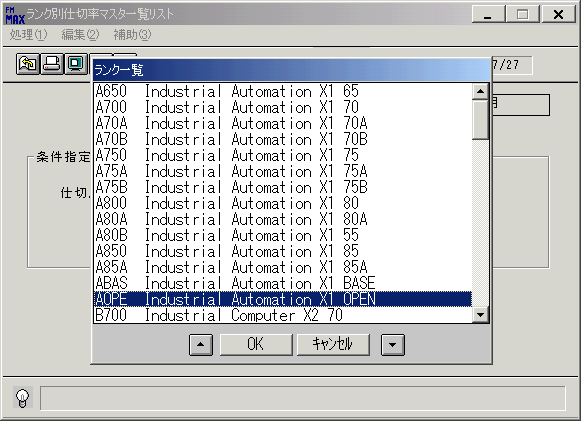 FM MAX ランク別仕切率マスター覧リスト
処理(1) 編集(2) 補助(3)
7/27
ランク一覧
A650 Industrial Automation X1 65
A700 Industrial Automation X1 70
A70A Industrial Automation X1 70A
A70B Industrial Automation X1 70B
A750 Industrial Automation X1 75
A75A Industrial Automation X1 75A
A75B Industrial Automation X1 75B
A800 Industrial Automation X1 80
A80A Industrial Automation X1 80A
A80B Industrial Automation X1 55
A850 Industrial Automation X1 85
A85A Industrial Automation X1 85A
ABAS Industrial Automation X1 BASE
AOPE Industrial Automation X1 OPEN
B700 Industrial Computer X2 70
条件指定
仕切
OK キャンセル